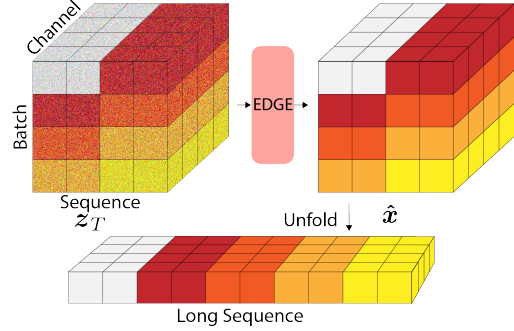 Channel
Batch
EDGE
Sequence
z_T
Unfold
x̂
Long Sequence